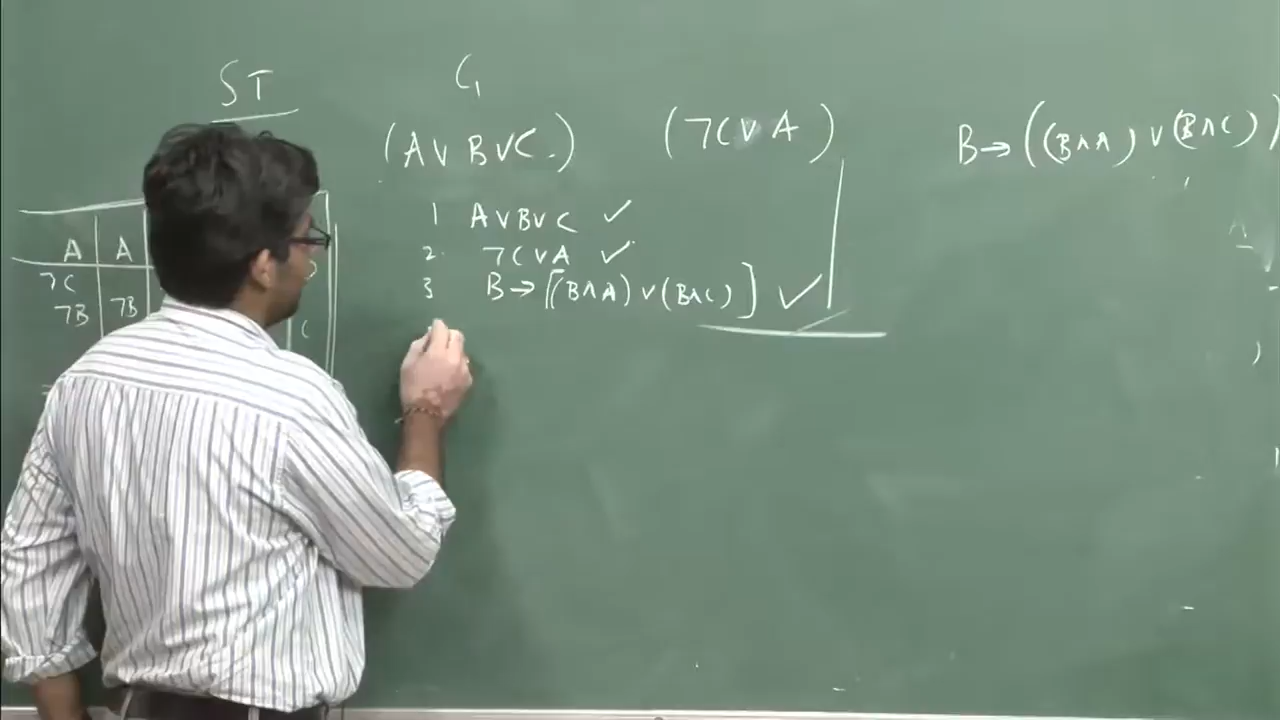 ST
C₁
(A ∨ B ∨ C.) (¬C ∨ A) B → ((B ∧ A) ∨ (B ∧ C))
1 A ∨ B ∨ C ✓
2. ¬C ∨ A ✓
3 B → [(B ∧ A) ∨ (B ∧ C)] ✓
A A
¬C
¬B ¬B
C
A
)